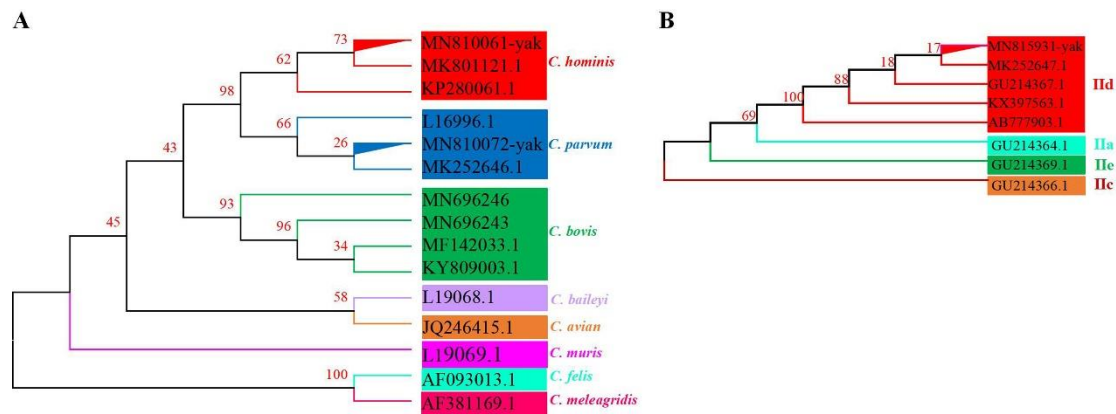 A
73
MN810061-yak
62
MK801121.1
C. hominis
KP280061.1
98
L16996.1
66
MN810072-yak
C. parvum
26
MK252646.1
43
MN696246
93
MN696243
96
C. bovis
MF142033.1
34
KY809003.1
45
L19068.1
C. baileyi
58
JQ246415.1
C. avian
L19069.1
C. muris
AF093013.1
C. felis
100
AF381169.1
C. meleagridis
B
17
MN815931-yak
18
MK252647.1
88
GU214367.1
IId
100
KX397563.1
69
AB777903.1
GU214364.1
IIa
GU214369.1
IIe
GU214366.1
IIc